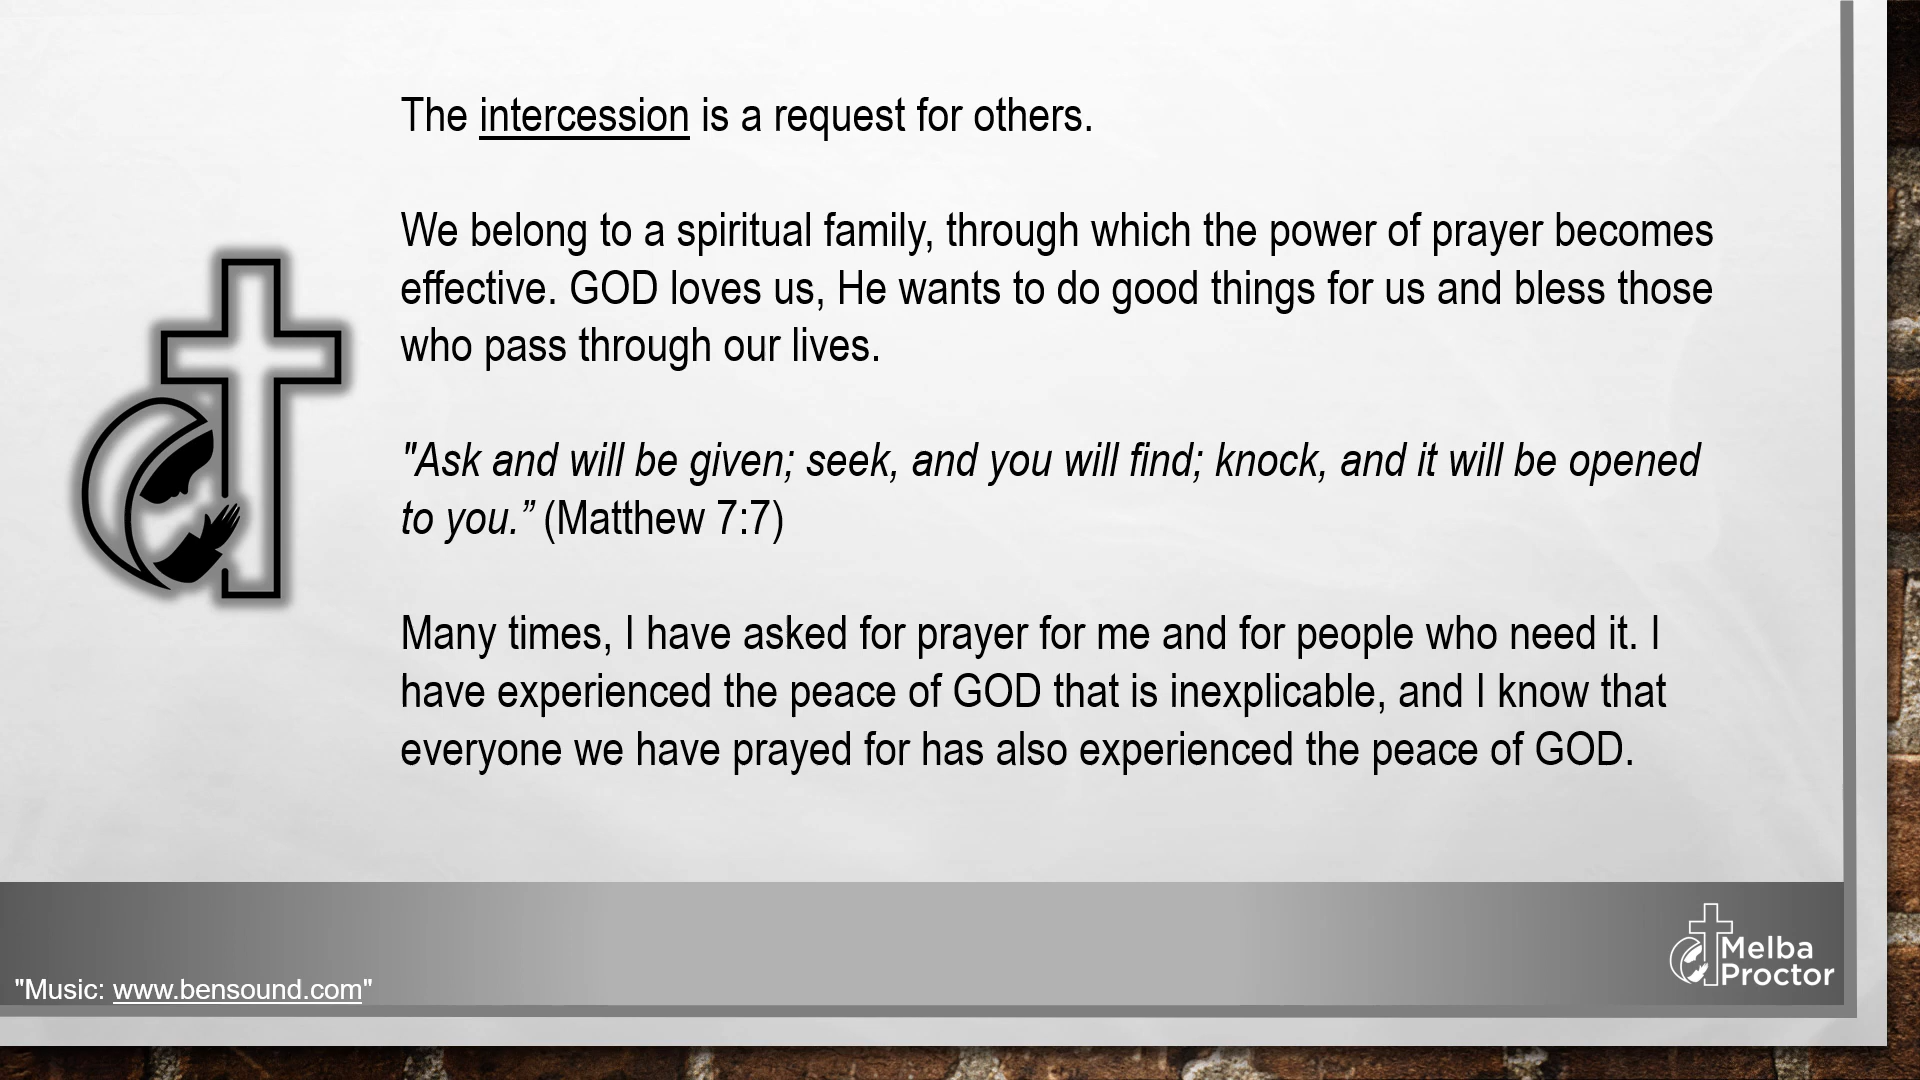 The intercession is a request for others.
We belong to a spiritual family, through which the power of prayer becomes
effective. GOD loves us, He wants to do good things for us and bless those
who pass through our lives.
"Ask and will be given; seek, and you will find; knock, and it will be opened
to you.” (Matthew 7:7)
Many times, I have asked for prayer for me and for people who need it. I
have experienced the peace of GOD that is inexplicable, and I know that
everyone we have prayed for has also experienced the peace of GOD.
Melba
Proctor
"Music: www.bensound.com"